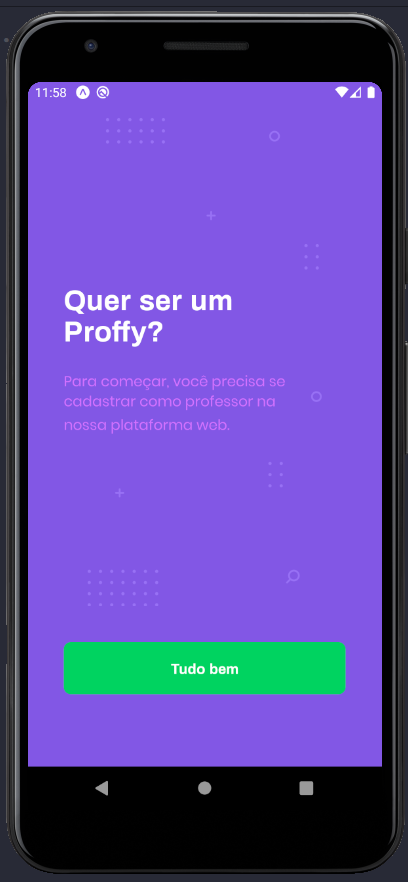 11:58
Quer ser um
Proffy?
Para começar, você precisa se
cadastrar como professor na
nossa plataforma web.
Tudo bem